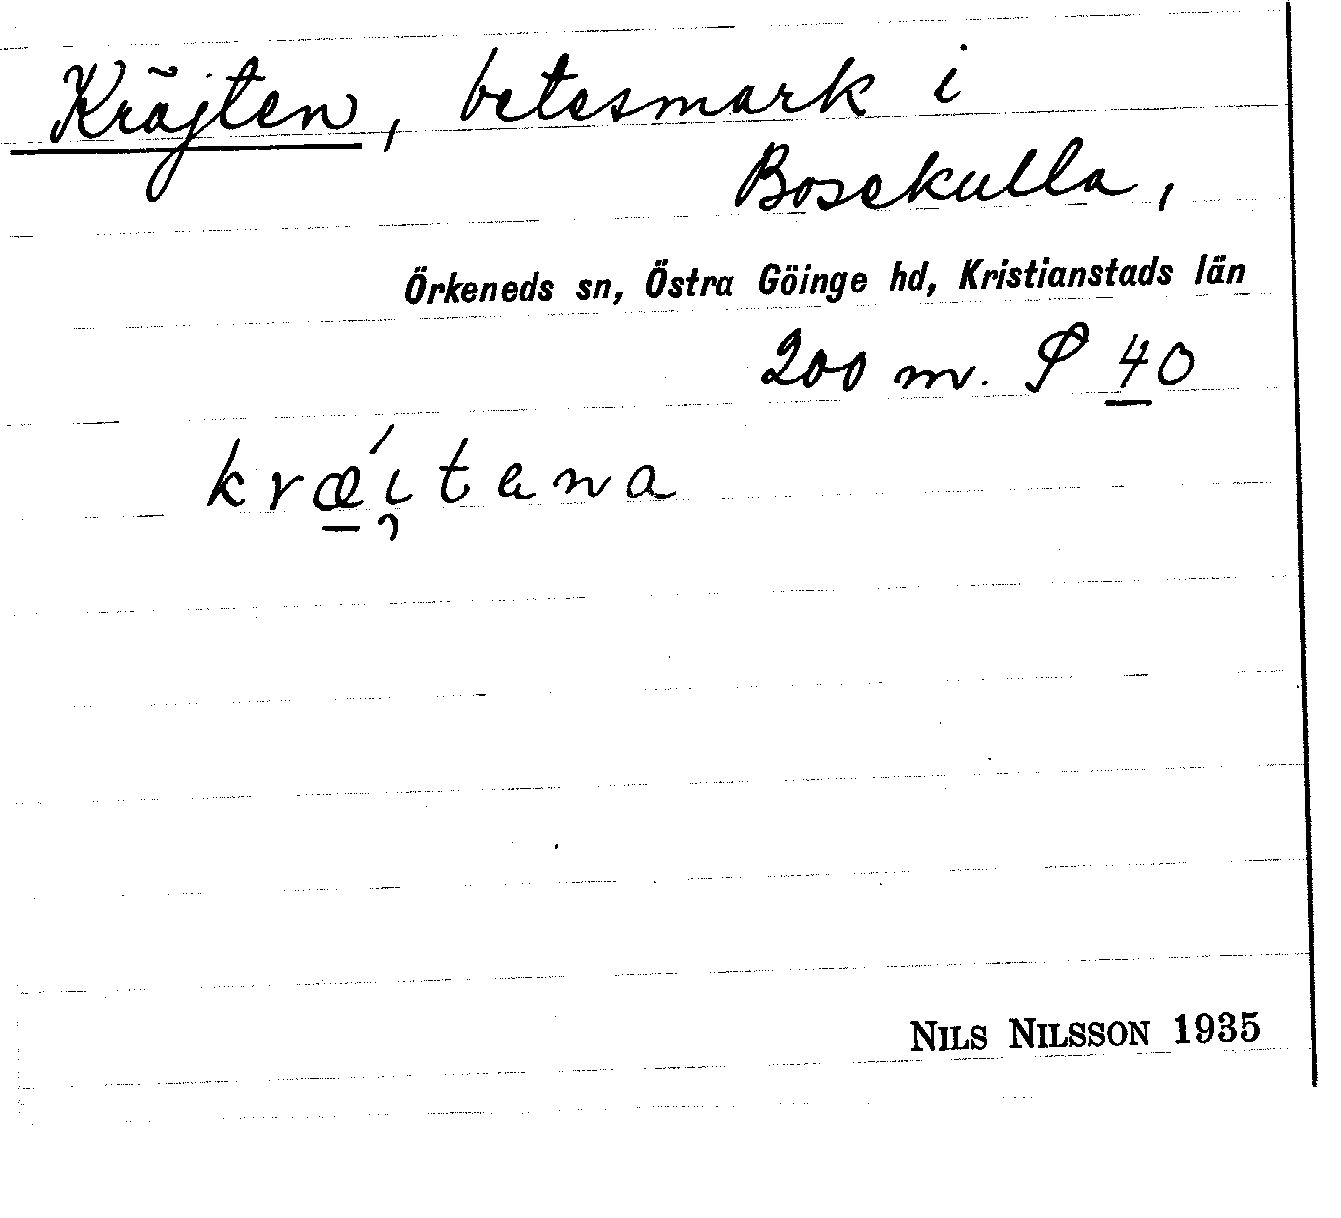 Kräjten, betesmark i
Bosekulla,
Örkeneds sn, Östra Göinge hd, Kristianstads län
200 m. S 40
krǽi̯tana
NILS NILSSON 1935